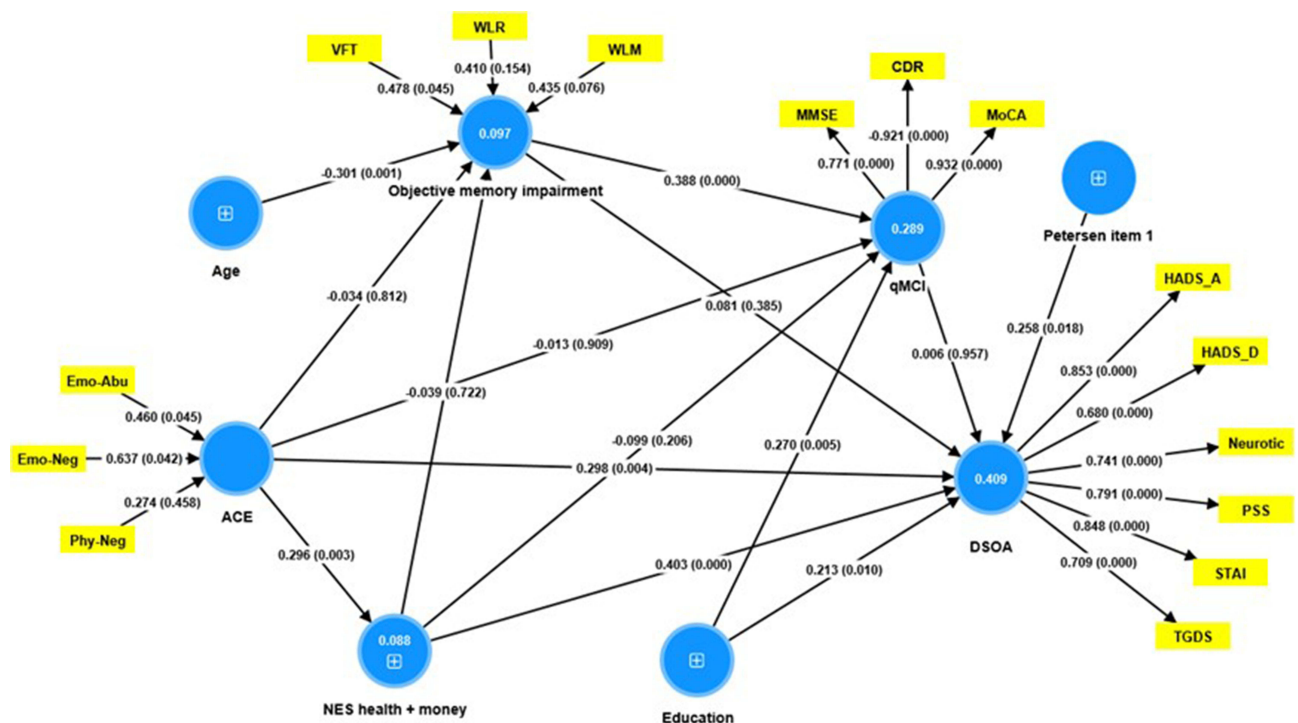 WLR
VFT
WLM
0.410 (0.154)
0.478 (0.045)
0.435 (0.076)
CDR
MMSE
MoCA
-0.921 (0.000)
0.771 (0.000)
0.932 (0.000)
0.097
-0.301 (0.001)
Objective memory impairment
0.388 (0.000)
Age
0.289
qMCI
Petersen item 1
HADS_A
-0.034 (0.812)
0.081 (0.385)
0.258 (0.018)
-0.013 (0.909)
0.006 (0.957)
0.853 (0.000)
HADS_D
Emo-Abu
0.460 (0.045)
-0.039 (0.722)
0.680 (0.000)
Emo-Neg
0.637 (0.042)
-0.099 (0.206)
0.270 (0.005)
0.741 (0.000)
Neurotic
0.298 (0.004)
0.409
0.791 (0.000)
PSS
0.274 (0.458)
ACE
Phy-Neg
DSOA
0.848 (0.000)
STAI
0.296 (0.003)
0.403 (0.000)
0.213 (0.010)
0.709 (0.000)
TGDS
0.088
NES health + money
Education